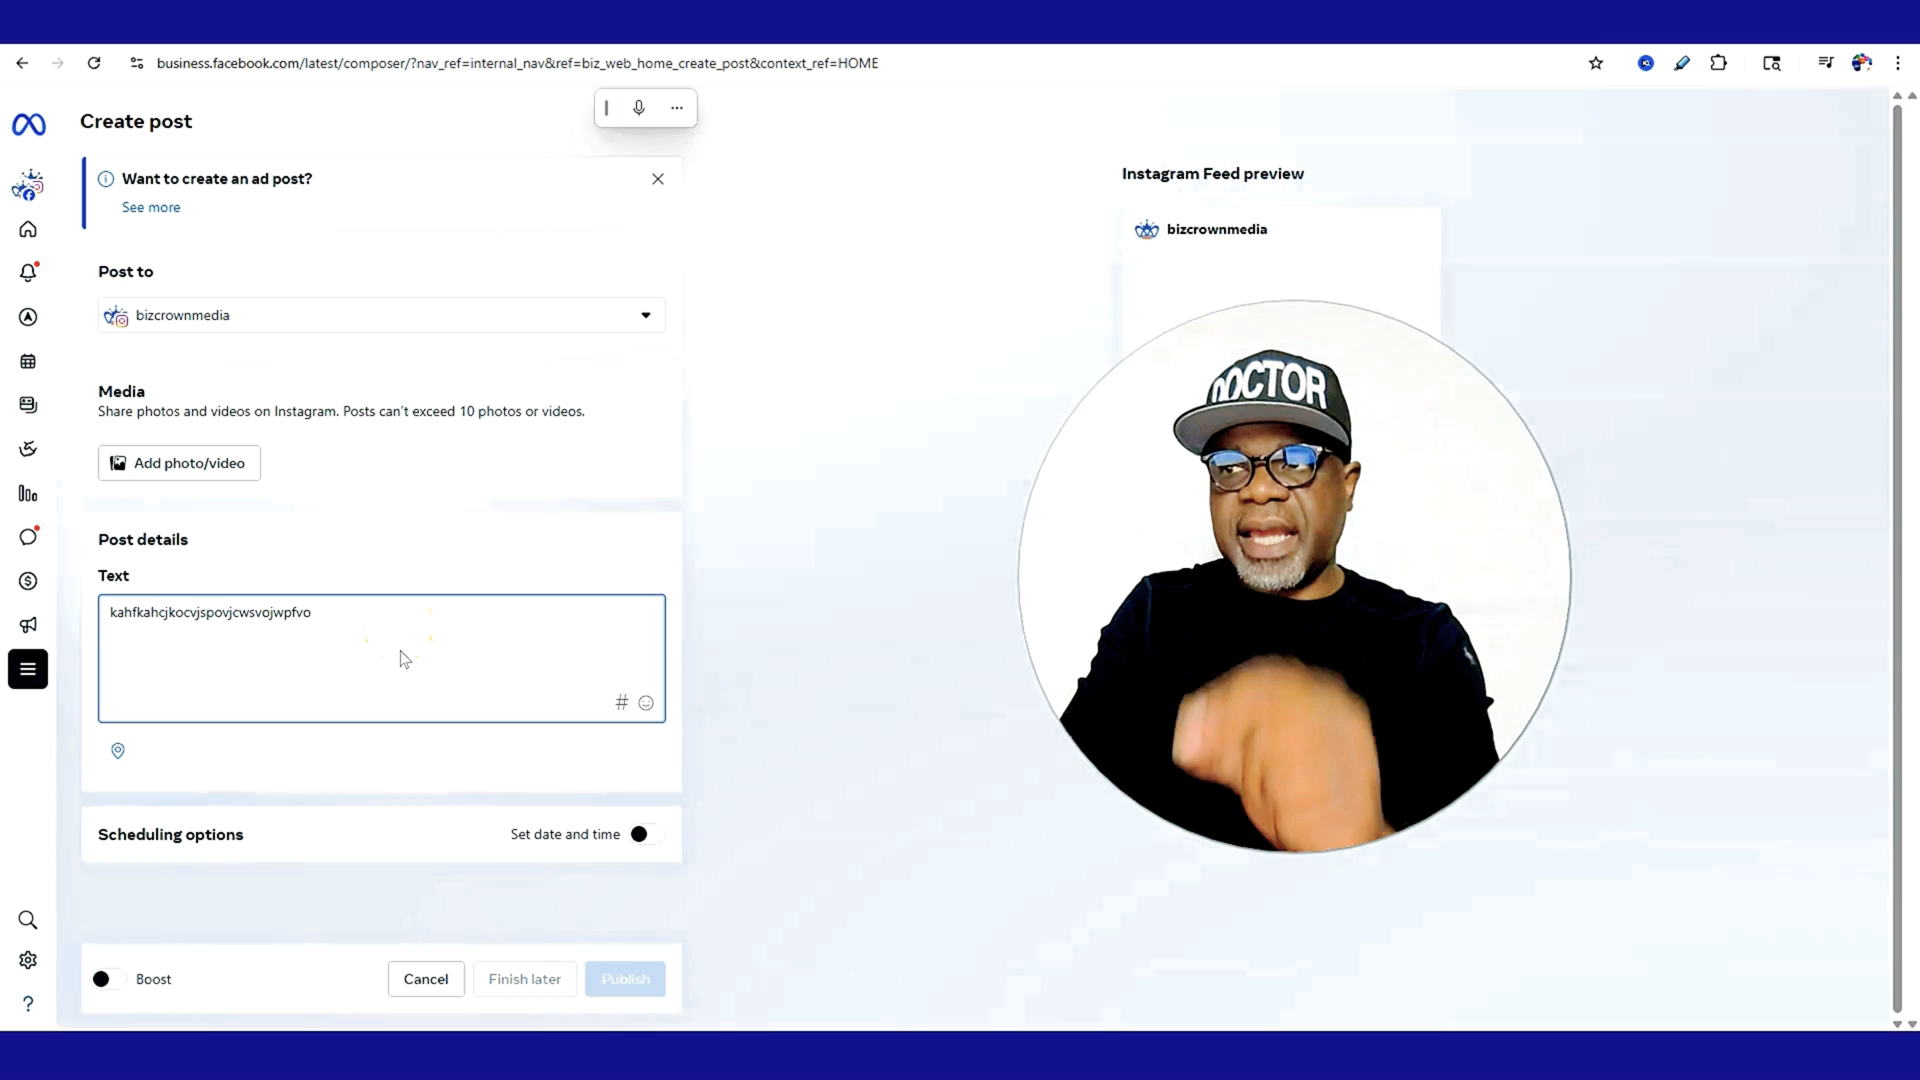 business.facebook.com/latest/composer/?nav_ref=internal_nav&ref=biz_web_home_create_post&context_ref=HOME
Create post
Want to create an ad post?
See more
Post to
bizcrownmedia
Media
Share photos and videos on Instagram. Posts can't exceed 10 photos or videos.
Add photo/video
Post details
Text
kahfkahcjkocvjspovjcwsvojwpfvo
Scheduling options
Set date and time
Boost
Cancel
Finish later
Publish
Instagram Feed preview
bizcrownmedia
DOCTOR